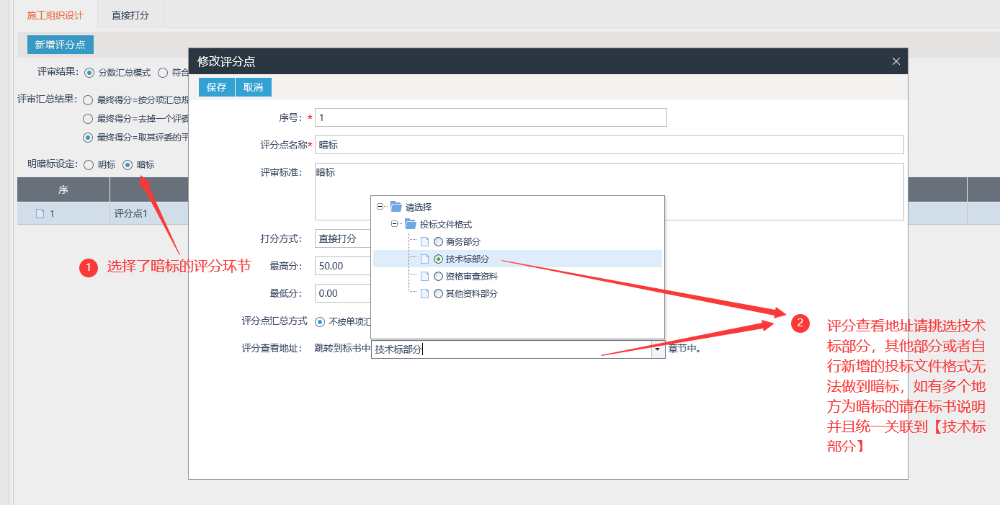 施工组织设计 直接打分
新增评分点
评审结果: 分数汇总模式 符合
评审汇总结果: 最终得分=按分项汇总规
最终得分=去掉一个评委
最终得分=取其评委的平
明暗标设定: 明标 暗标
序
1 评分点1
1 选择了暗标的评分环节
修改评分点
保存 取消
序号: * 1
评分点名称* 暗标
评审标准: 暗标
打分方式: 直接打分
最高分: 50.00
最低分: 0.00
评分点汇总方式 不按单项汇
评分查看地址: 跳转到标书中 技术标部分 章节中。
请选择
投标文件格式
商务部分
技术标部分
资格审查资料
其他资料部分
2 评分查看地址请挑选技术
标部分，其他部分或者自
行新增的投标文件格式无
法做到暗标，如有多个地
方为暗标的请在标书说明
并且统一关联到【技术标
部分】